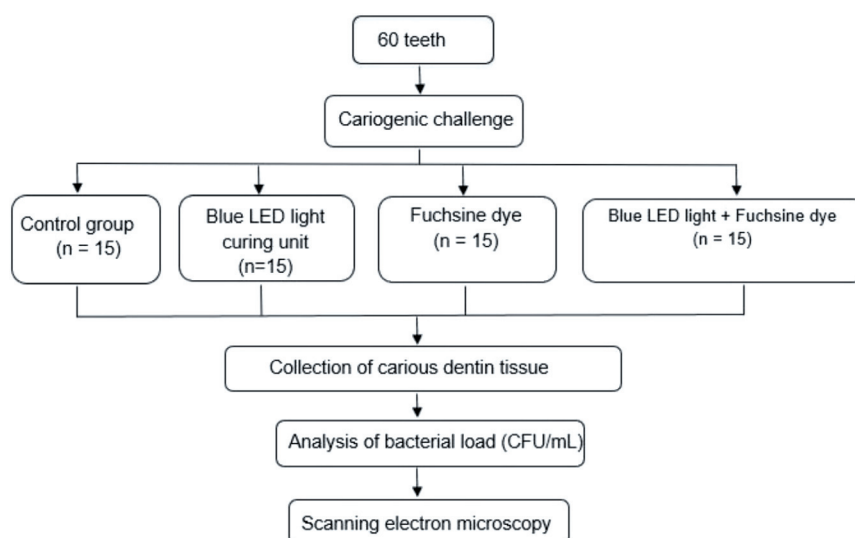 60 teeth
Cariogenic challenge
Control group
(n = 15)
Blue LED light
curing unit
(n=15)
Fuchsine dye
(n = 15)
Blue LED light + Fuchsine dye
(n = 15)
Collection of carious dentin tissue
Analysis of bacterial load (CFU/mL)
Scanning electron microscopy